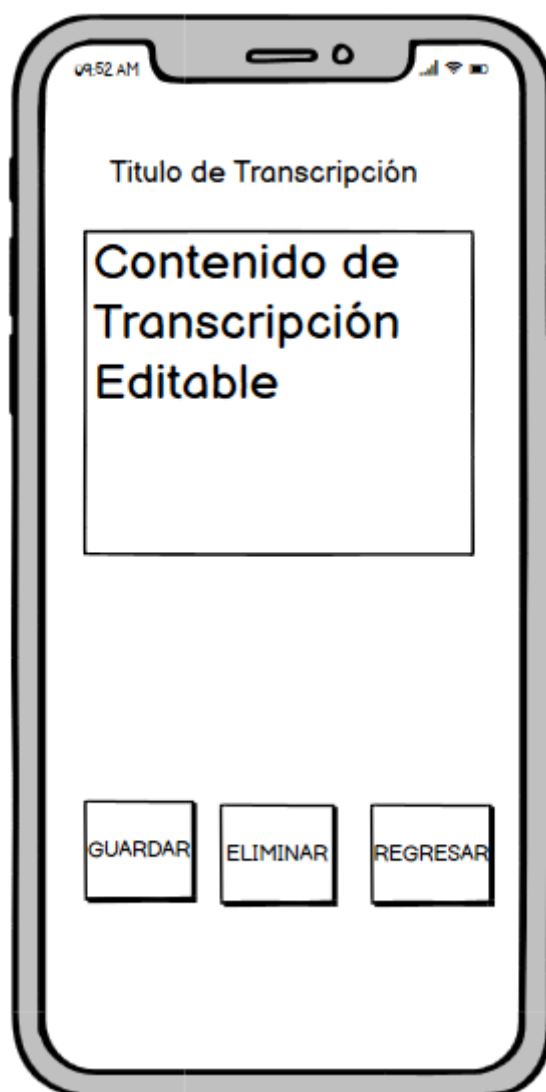 09:52 AM
Titulo de Transcripción
Contenido de
Transcripción
Editable
GUARDAR
ELIMINAR
REGRESAR